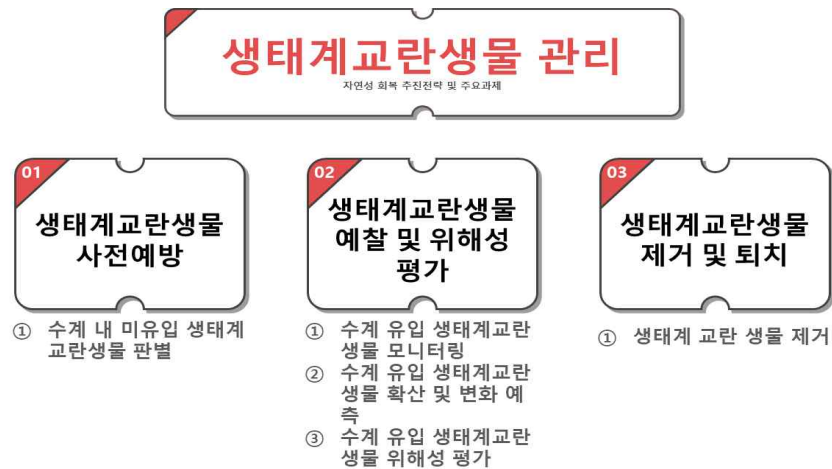 생태계교란생물 관리
자연성 회복 추진전략 및 주요과제
01
생태계교란생물
사전예방
① 수계 내 미유입 생태계
교란생물 판별
02
생태계교란생물
예찰 및 위해성
평가
① 수계 유입 생태계교란
생물 모니터링
② 수계 유입 생태계교란
생물 확산 및 변화 예
측
③ 수계 유입 생태계교란
생물 위해성 평가
03
생태계교란생물
제거 및 퇴치
① 생태계 교란 생물 제거